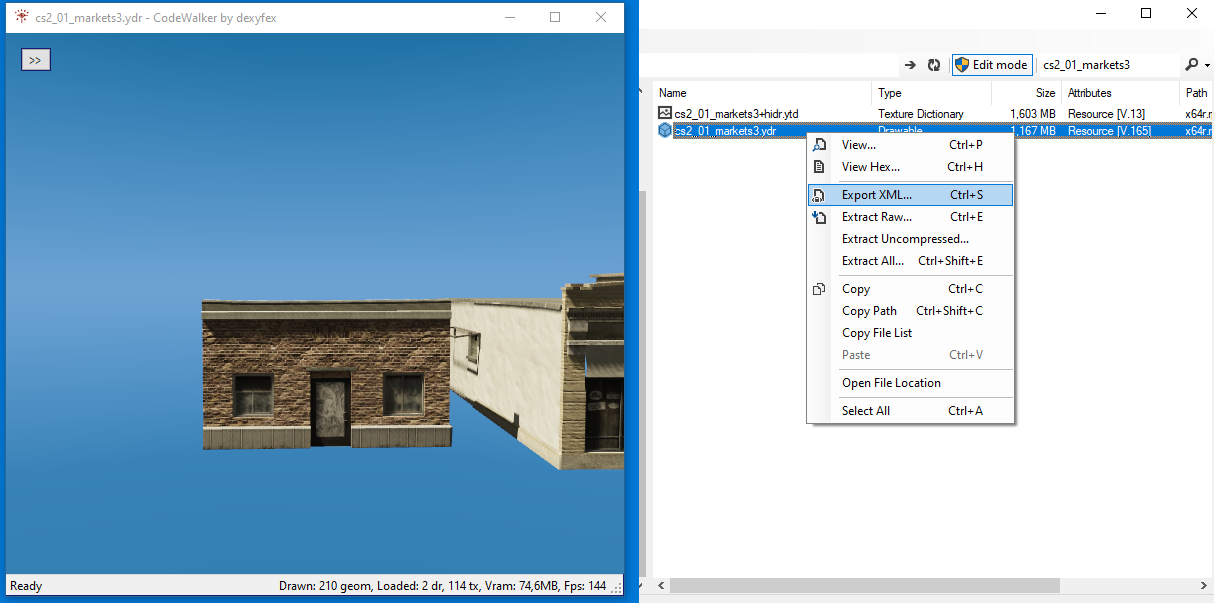 cs2_01_markets3.ydr - CodeWalker by dexyfex
>>
Ready
Drawn: 210 geom, Loaded: 2 dr, 114 tx, Vram: 74,6MB, Fps: 144
Edit mode
cs2_01_markets3
Name Type Size Attributes Path
cs2_01_markets3+hidr.ytd Texture Dictionary 1,603 MB Resource [V.13] x64r.r
cs2_01_markets3.ydr Drawable 1,167 MB Resource [V.165] x64r.r
View... Ctrl+P
View Hex... Ctrl+H
Export XML... Ctrl+S
Extract Raw... Ctrl+E
Extract Uncompressed...
Extract All... Ctrl+Shift+E
Copy Ctrl+C
Copy Path Ctrl+Shift+C
Copy File List
Paste Ctrl+V
Open File Location
Select All Ctrl+A